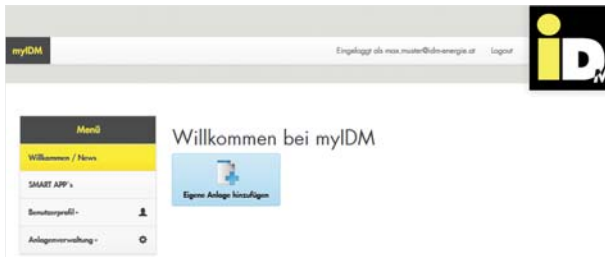 myIDM
Eingeloggt als max.muster@idm-energie.at Logout
iDM
Menü
Willkommen / News
SMART APP's
Benutzerprofil
Anlagenverwaltung
Willkommen bei myIDM
Eigene Anlage hinzufügen